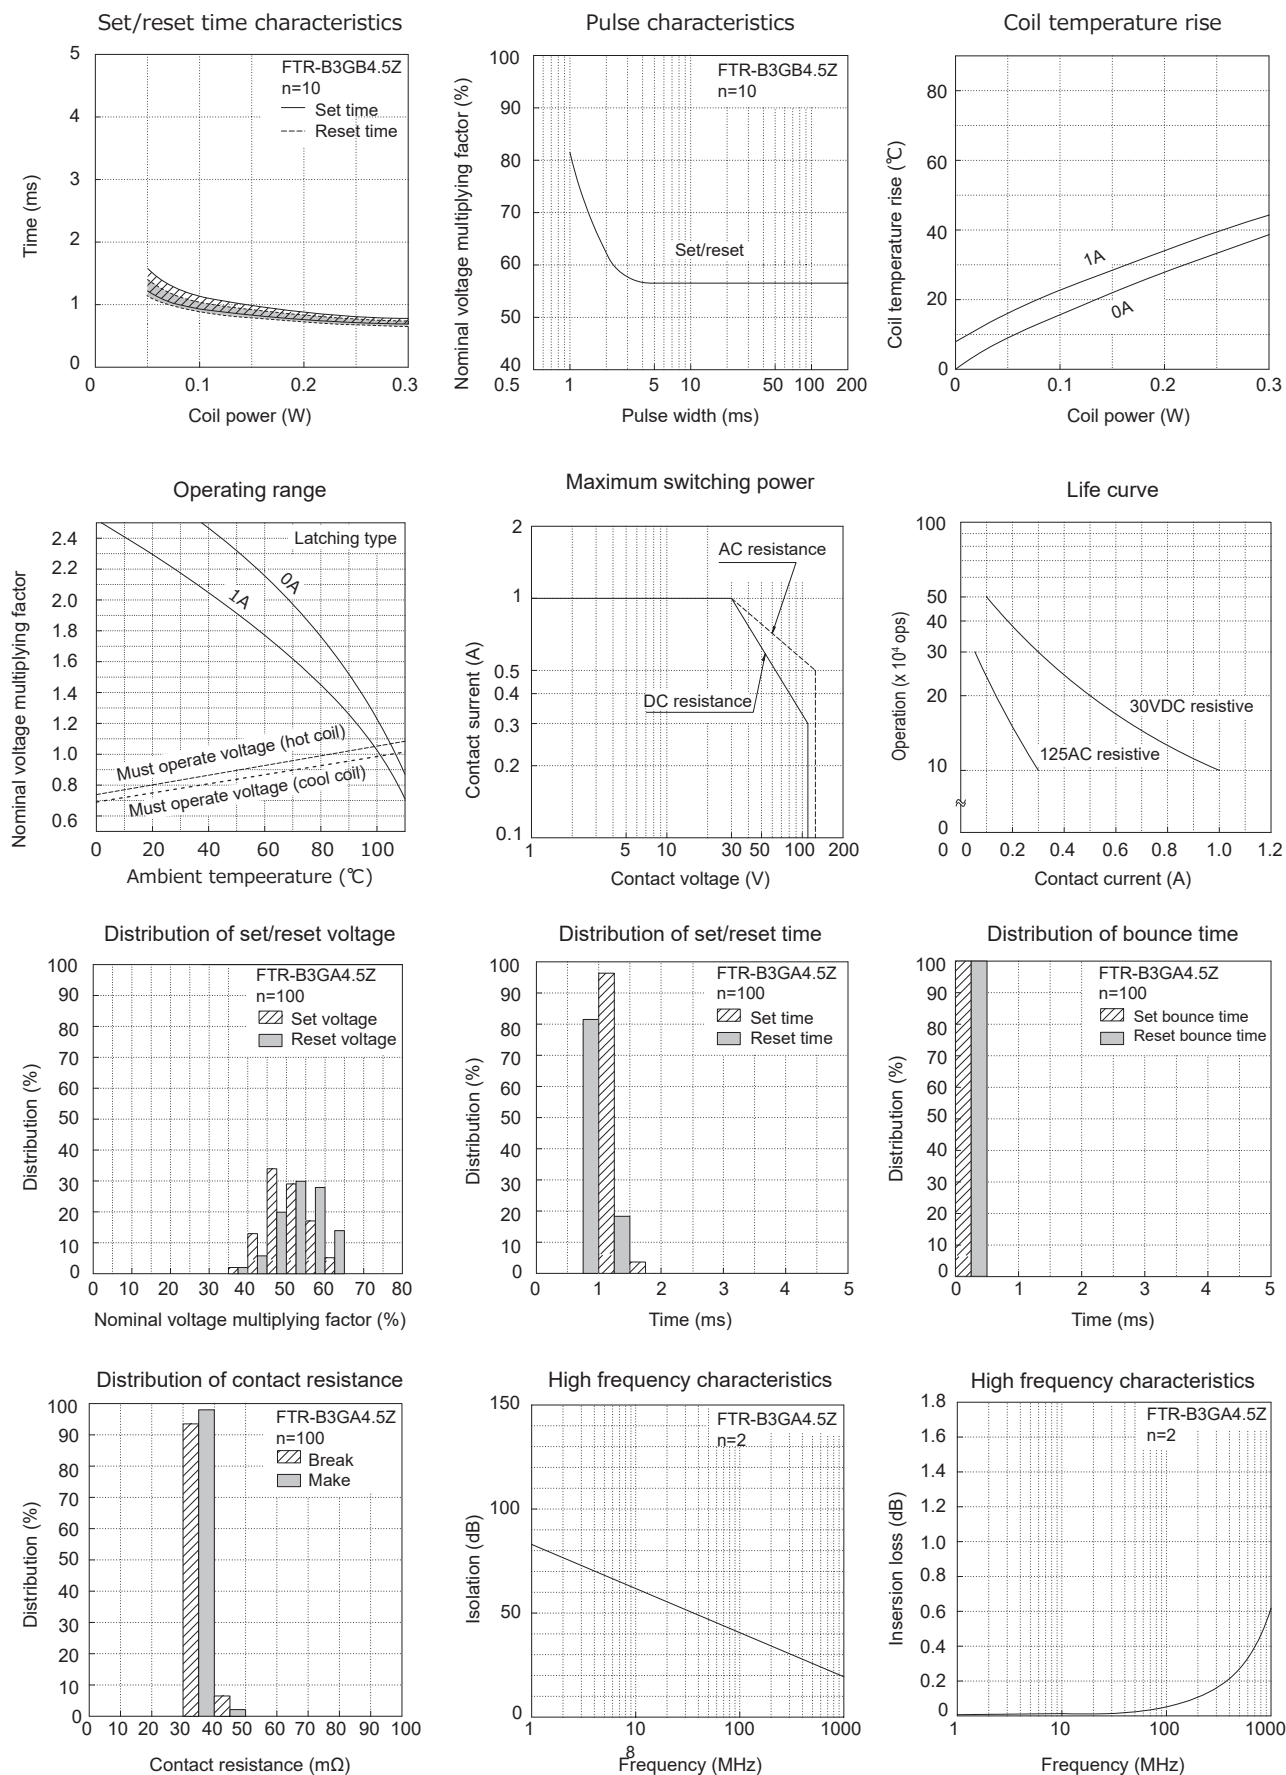 Set/reset time characteristics
5
4
3
2
1
0
Time (ms)
FTR-B3GB4.5Z
n=10
Set time
Reset time
0 0.1 0.2 0.3
Coil power (W)
Pulse characteristics
100
90
80
70
60
50
40
Nominal voltage multiplying factor (%)
FTR-B3GB4.5Z
n=10
Set/reset
0.5 1 5 10 50 100 200
Pulse width (ms)
Coil temperature rise
80
60
40
20
0
Coil temperature rise (℃)
1A
0A
0 0.1 0.2 0.3
Coil power (W)
Operating range
2.4
2.2
2.0
1.8
1.6
1.4
1.2
1.0
0.8
0.6
Nominal voltage multiplying factor
Latching type
0A
1A
Must operate voltage (hot coil)
Must operate voltage (cool coil)
0 20 40 60 80 100
Ambient tempeerature (℃)
Maximum switching power
2
1
0.5
0.4
0.3
0.2
0.1
Contact current (A)
AC resistance
DC resistance
1 5 10 30 50 100 200
Contact voltage (V)
Life curve
100
50
40
30
20
10
0
Operation (x 10⁴ ops)
30VDC resistive
125AC resistive
0 0.2 0.4 0.6 0.8 1.0 1.2
Contact current (A)
Distribution of set/reset voltage
100
90
80
70
60
50
40
30
20
10
0
Distribution (%)
FTR-B3GA4.5Z
n=100
Set voltage
Reset voltage
0 10 20 30 40 50 60 70 80
Nominal voltage multiplying factor (%)
Distribution of set/reset time
100
90
80
70
60
50
40
30
20
10
0
Distribution (%)
FTR-B3GA4.5Z
n=100
Set time
Reset time
0 1 2 3 4 5
Time (ms)
Distribution of bounce time
100
90
80
70
60
50
40
30
20
10
0
Distribution (%)
FTR-B3GA4.5Z
n=100
Set bounce time
Reset bounce time
0 1 2 3 4 5
Time (ms)
Distribution of contact resistance
100
90
80
70
60
50
40
30
20
10
0
Distribution (%)
FTR-B3GA4.5Z
n=100
Break
Make
0 10 20 30 40 50 60 70 80 90 100
Contact resistance (mΩ)
High frequency characteristics
150
100
50
0
Isolation (dB)
FTR-B3GA4.5Z
n=2
1 10 100 1000
Frequency (MHz)
High frequency characteristics
1.8
1.6
1.4
1.2
1.0
0.8
0.6
0.4
0.2
0
Insersion loss (dB)
FTR-B3GA4.5Z
n=2
1 10 100 1000
Frequency (MHz)
8